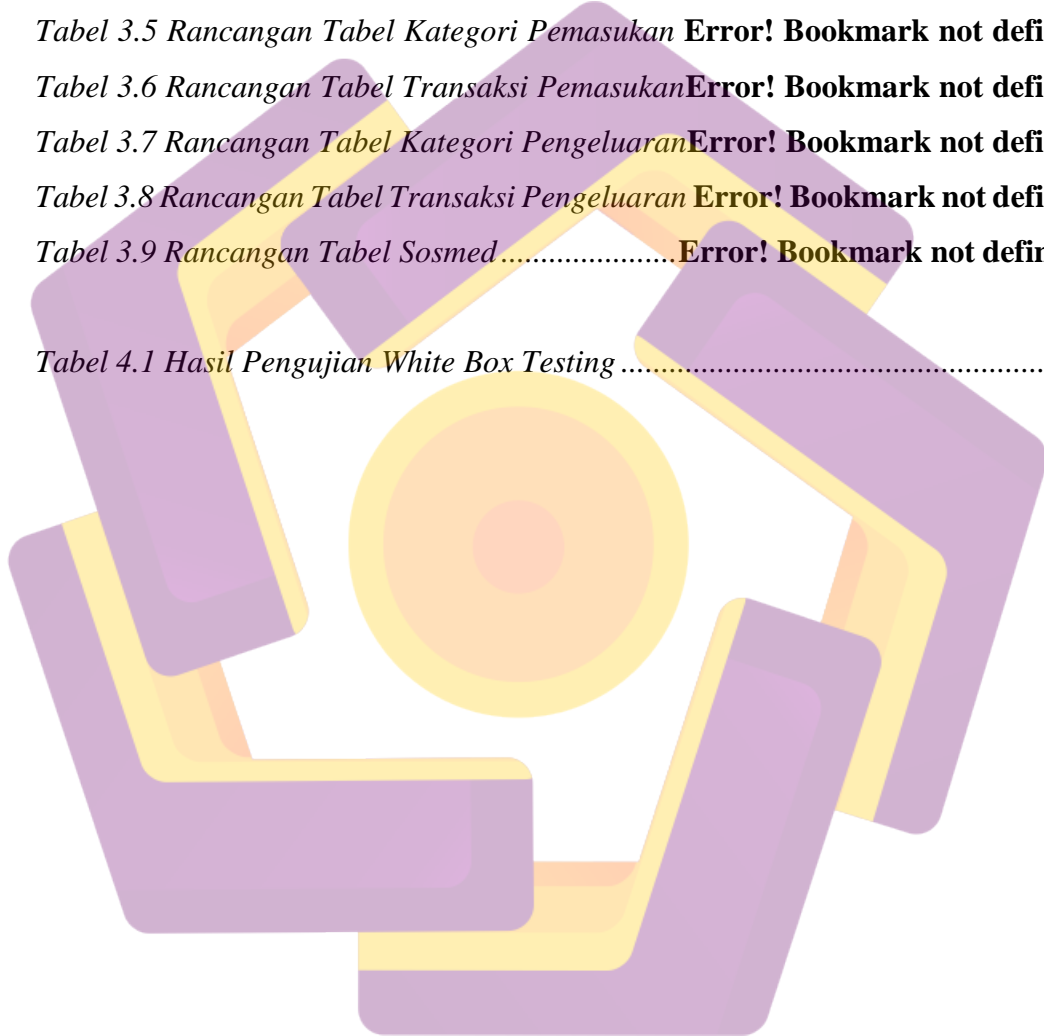 Tabel 3.5 Rancangan Tabel Kategori Pemasukan Error! Bookmark not defi
Tabel 3.6 Rancangan Tabel Transaksi PemasukanError! Bookmark not defi
Tabel 3.7 Rancangan Tabel Kategori PengeluaranError! Bookmark not defi
Tabel 3.8 Rancangan Tabel Transaksi Pengeluaran Error! Bookmark not defi
Tabel 3.9 Rancangan Tabel Sosmed......................Error! Bookmark not defin
Tabel 4.1 Hasil Pengujian White Box Testing .....................................................